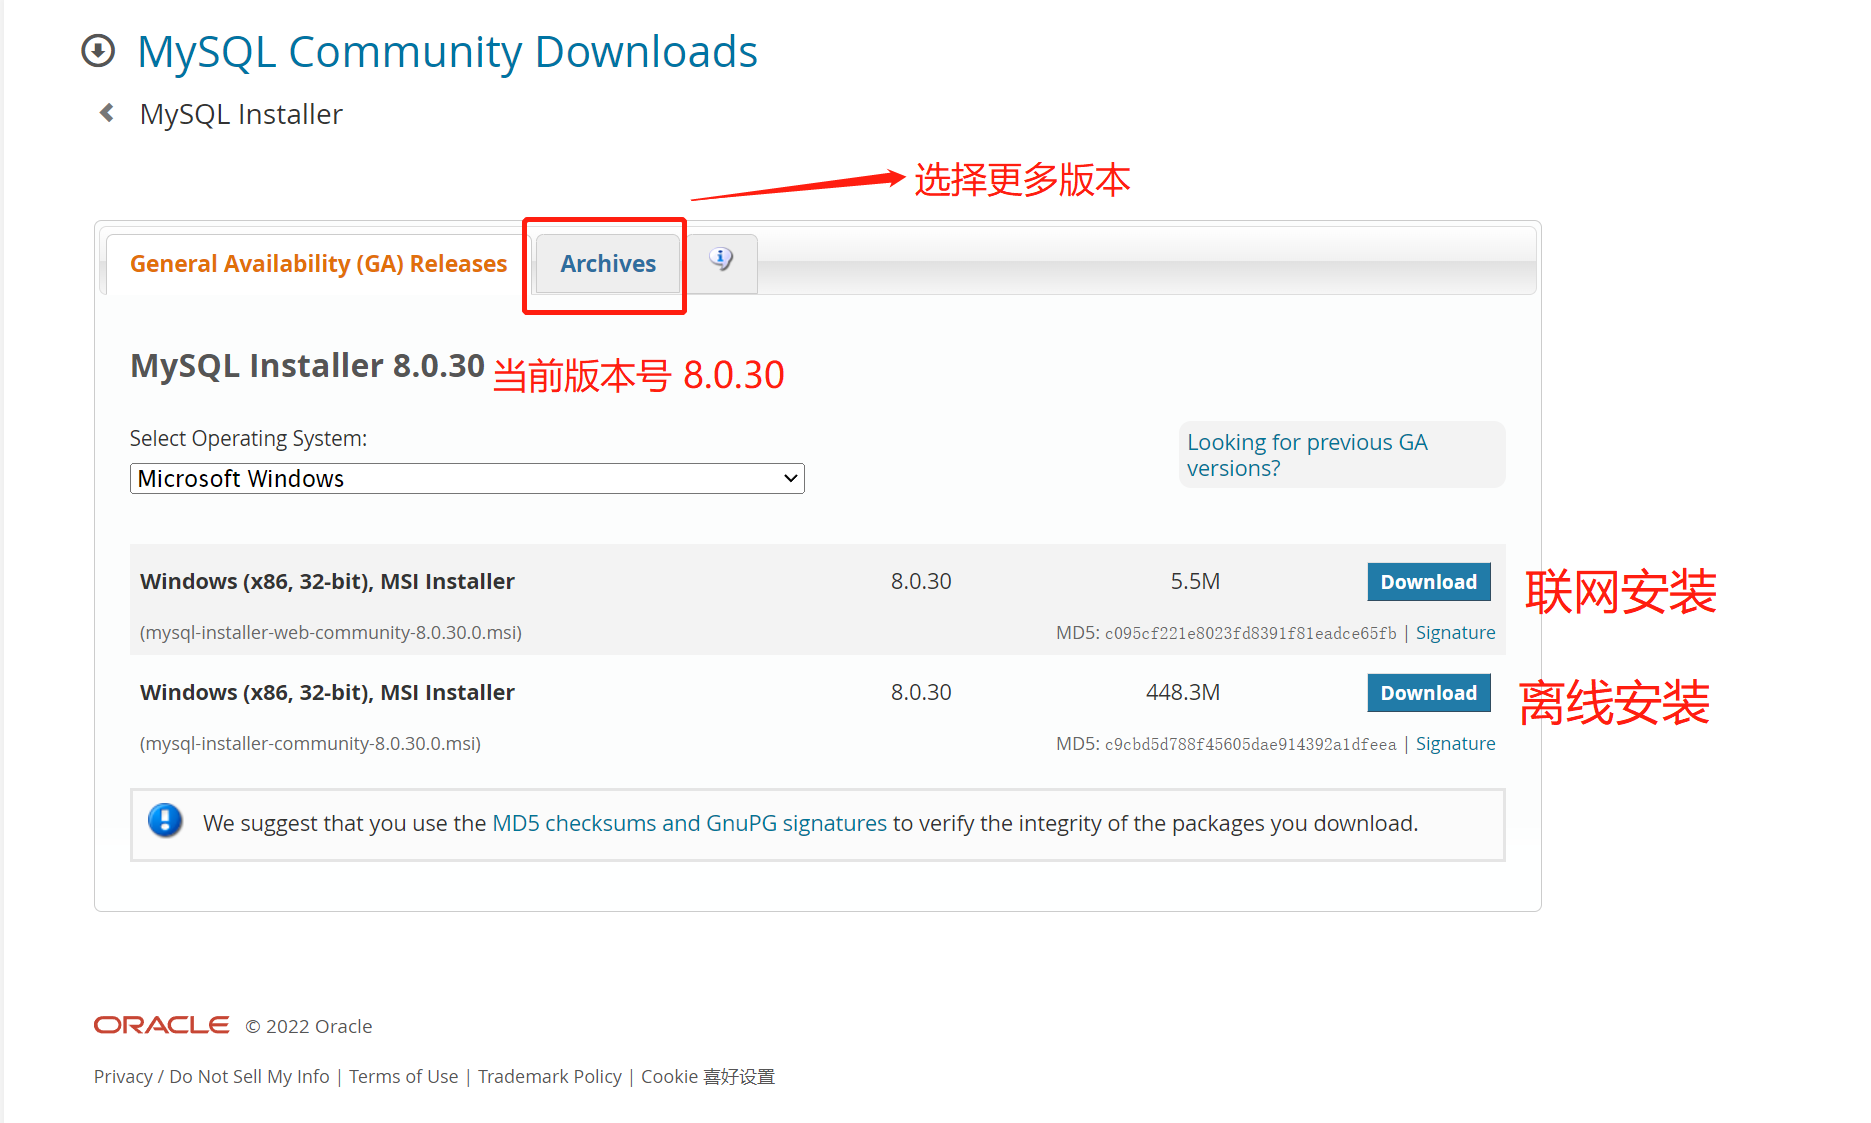 MySQL Community Downloads
MySQL Installer
选择更多版本
General Availability (GA) Releases
Archives
MySQL Installer 8.0.30
当前版本号 8.0.30
Select Operating System:
Microsoft Windows
Looking for previous GA
versions?
Windows (x86, 32-bit), MSI Installer 8.0.30 5.5M Download
联网安装
(mysql-installer-web-community-8.0.30.0.msi) MD5: c095cf221e8023fd8391f81eadce65fb | Signature
Windows (x86, 32-bit), MSI Installer 8.0.30 448.3M Download
离线安装
(mysql-installer-community-8.0.30.0.msi) MD5: c9cbd5d788f45605dae914392a1dfeea | Signature
We suggest that you use the MD5 checksums and GnuPG signatures to verify the integrity of the packages you download.
ORACLE © 2022 Oracle
Privacy / Do Not Sell My Info | Terms of Use | Trademark Policy | Cookie 喜好设置